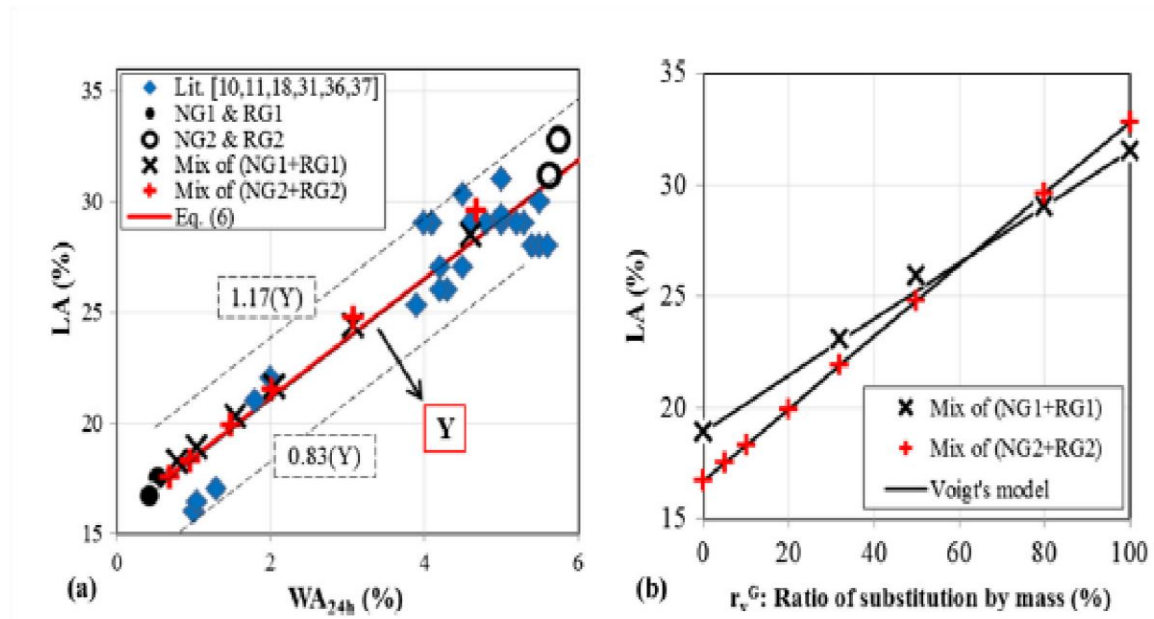 35
30
25
20
15
LA (%)
Lit. [10,11,18,31,36,37]
NG1 & RG1
NG2 & RG2
Mix of (NG1+RG1)
Mix of (NG2+RG2)
Eq. (6)
1.17(Y)
Y
0.83(Y)
0 2 4 6
(a) WA24h (%)
35
30
25
20
15
LA (%)
Mix of (NG1+RG1)
Mix of (NG2+RG2)
Voigt's model
0 20 40 60 80 100
(b) rvG: Ratio of substitution by mass (%)